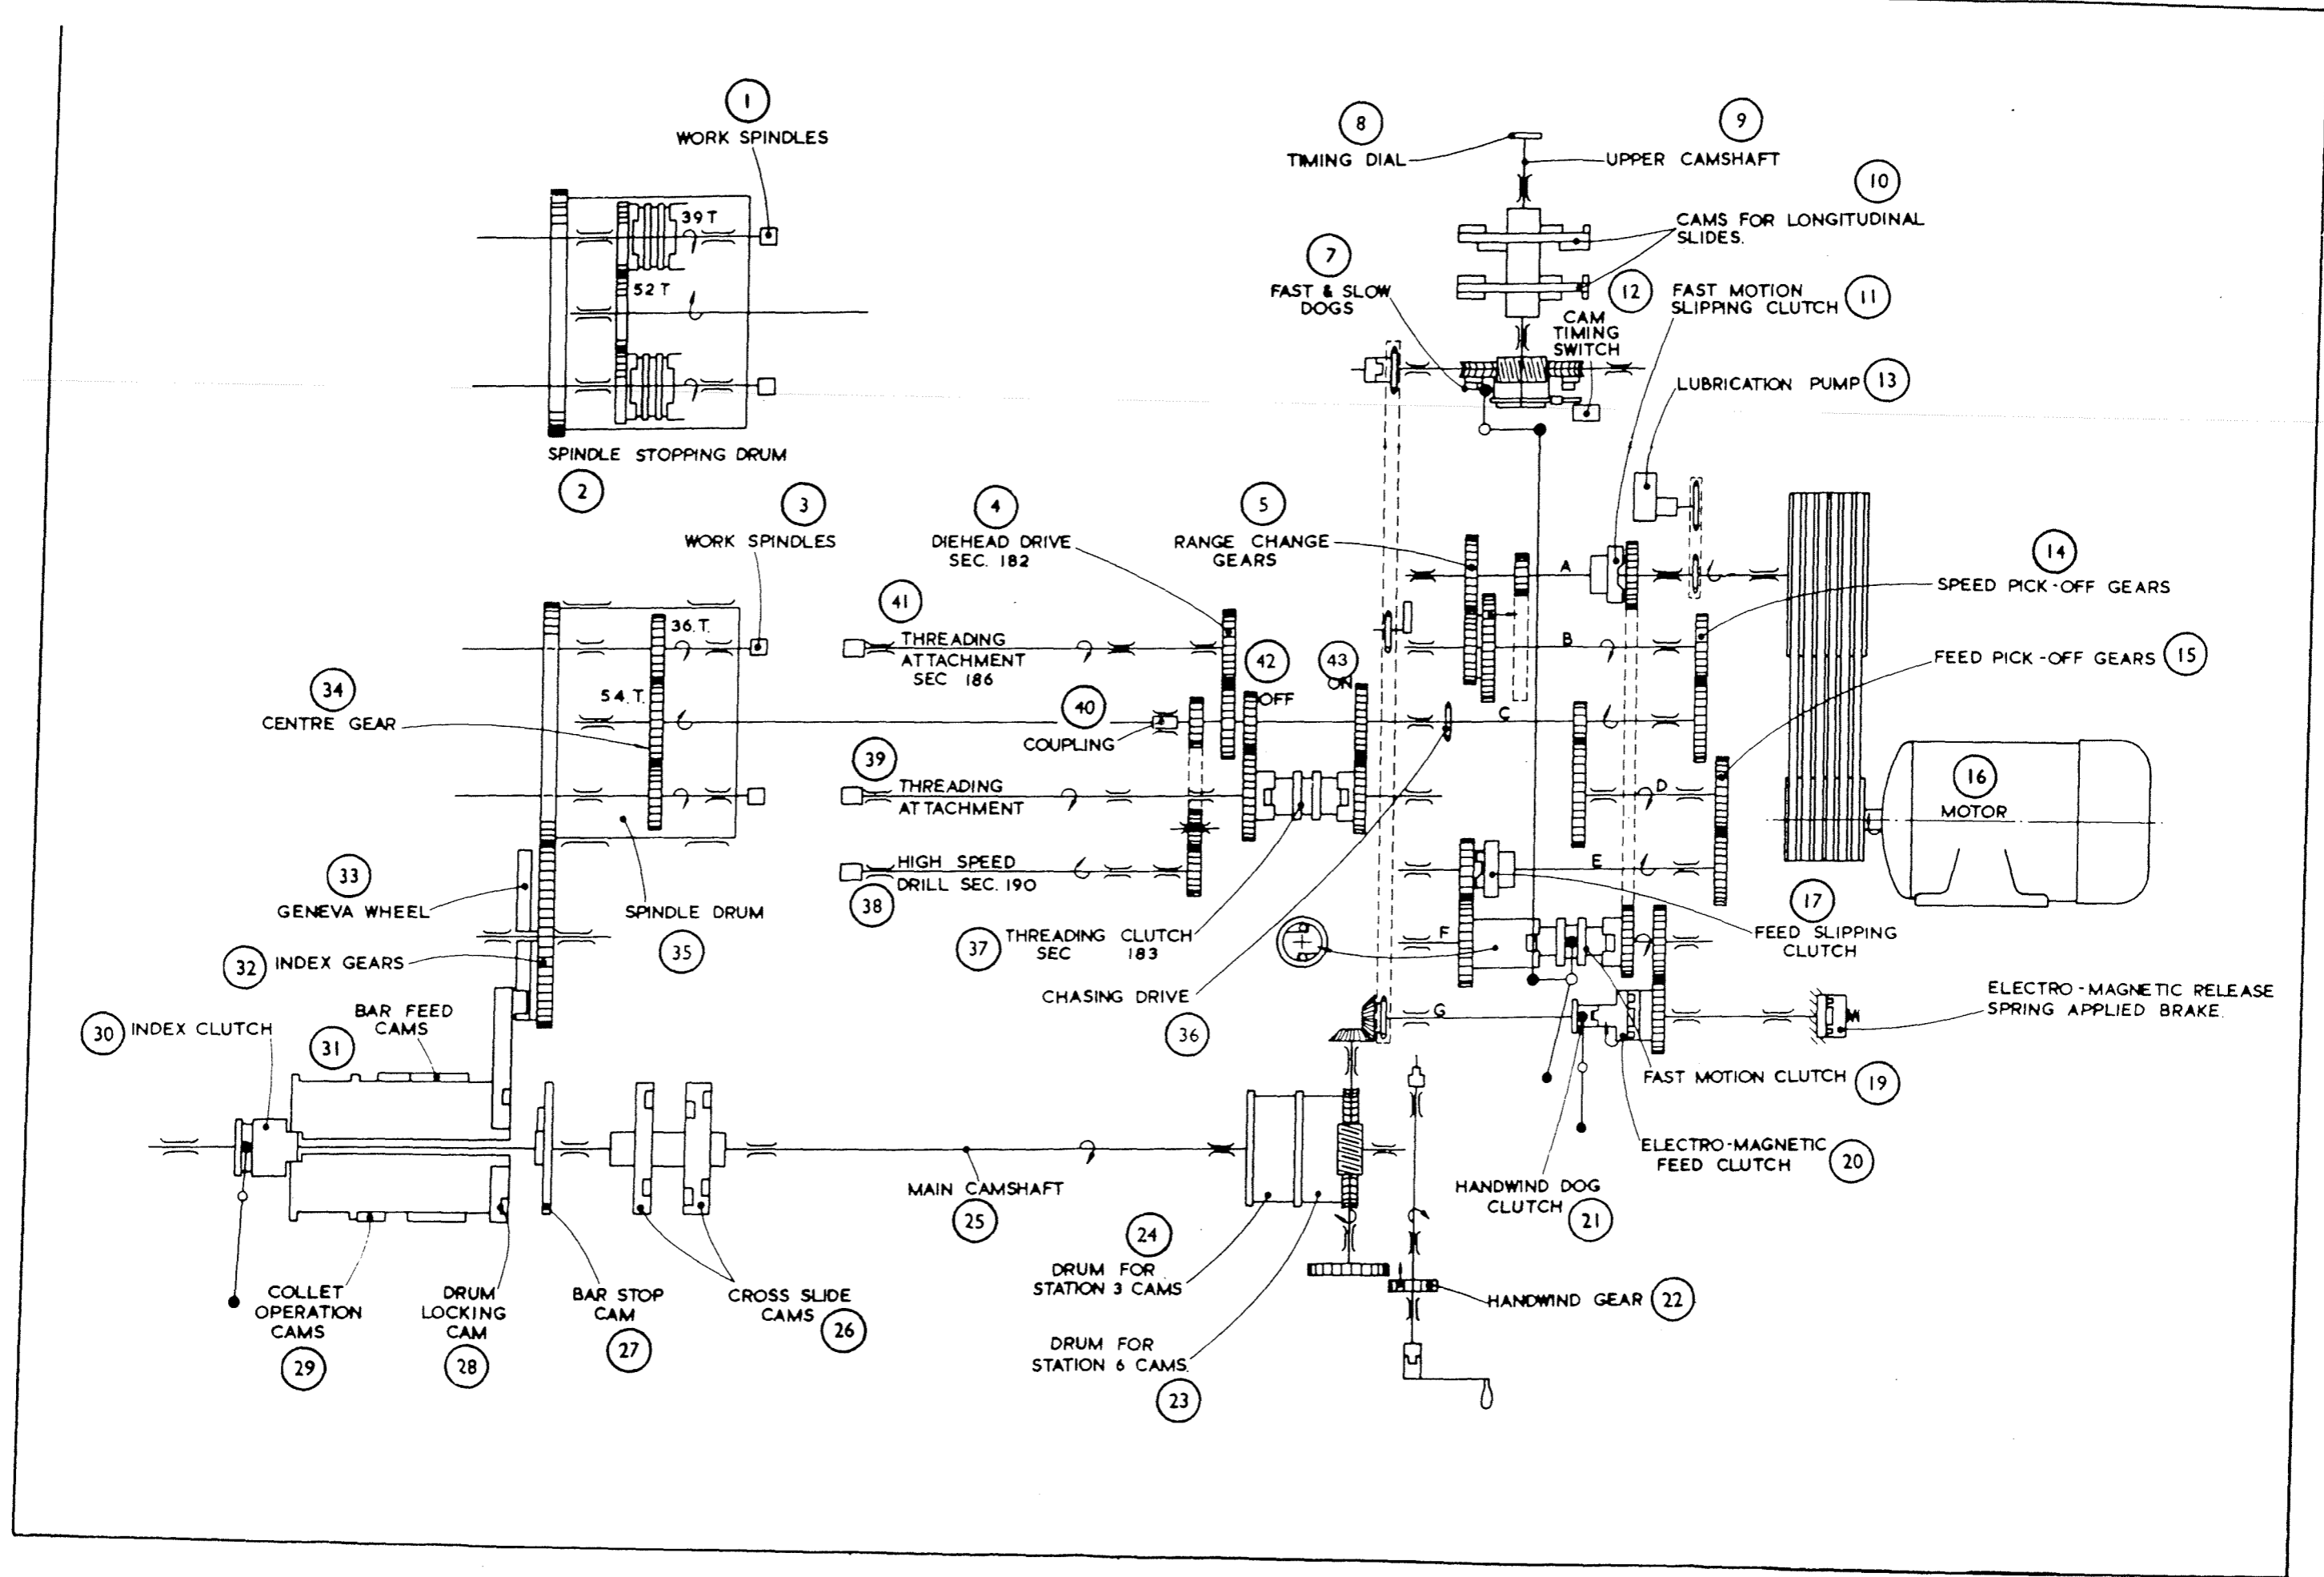 1
WORK SPINDLES
39 T
52 T
SPINDLE STOPPING DRUM
2
8
TIMING DIAL
9
UPPER CAMSHAFT
10
CAMS FOR LONGITUDINAL
SLIDES.
7
FAST & SLOW
DOGS
12
CAM
TIMING
SWITCH
FAST MOTION
SLIPPING CLUTCH
11
LUBRICATION PUMP
13
3
WORK SPINDLES
4
DIEHEAD DRIVE
SEC. 182
5
RANGE CHANGE
GEARS
14
SPEED PICK-OFF GEARS
FEED PICK-OFF GEARS
15
A
B
C
D
E
F
G
41
THREADING
ATTACHMENT
SEC 186
42
OFF
43
ON
36.T.
54.T.
34
CENTRE GEAR
40
COUPLING
39
THREADING
ATTACHMENT
16
MOTOR
HIGH SPEED
DRILL SEC. 190
38
33
GENEVA WHEEL
SPINDLE DRUM
35
37
THREADING CLUTCH
SEC 183
17
FEED SLIPPING
CLUTCH
32
INDEX GEARS
CHASING DRIVE
36
ELECTRO-MAGNETIC RELEASE
SPRING APPLIED BRAKE.
30
INDEX CLUTCH
BAR FEED
CAMS
31
FAST MOTION CLUTCH
19
ELECTRO-MAGNETIC
FEED CLUTCH
20
MAIN CAMSHAFT
25
HANDWIND DOG
CLUTCH
21
24
DRUM FOR
STATION 3 CAMS
COLLET
OPERATION
CAMS
29
DRUM
LOCKING
CAM
28
BAR STOP
CAM
27
CROSS SLIDE
CAMS
26
HANDWIND GEAR
22
DRUM FOR
STATION 6 CAMS.
23